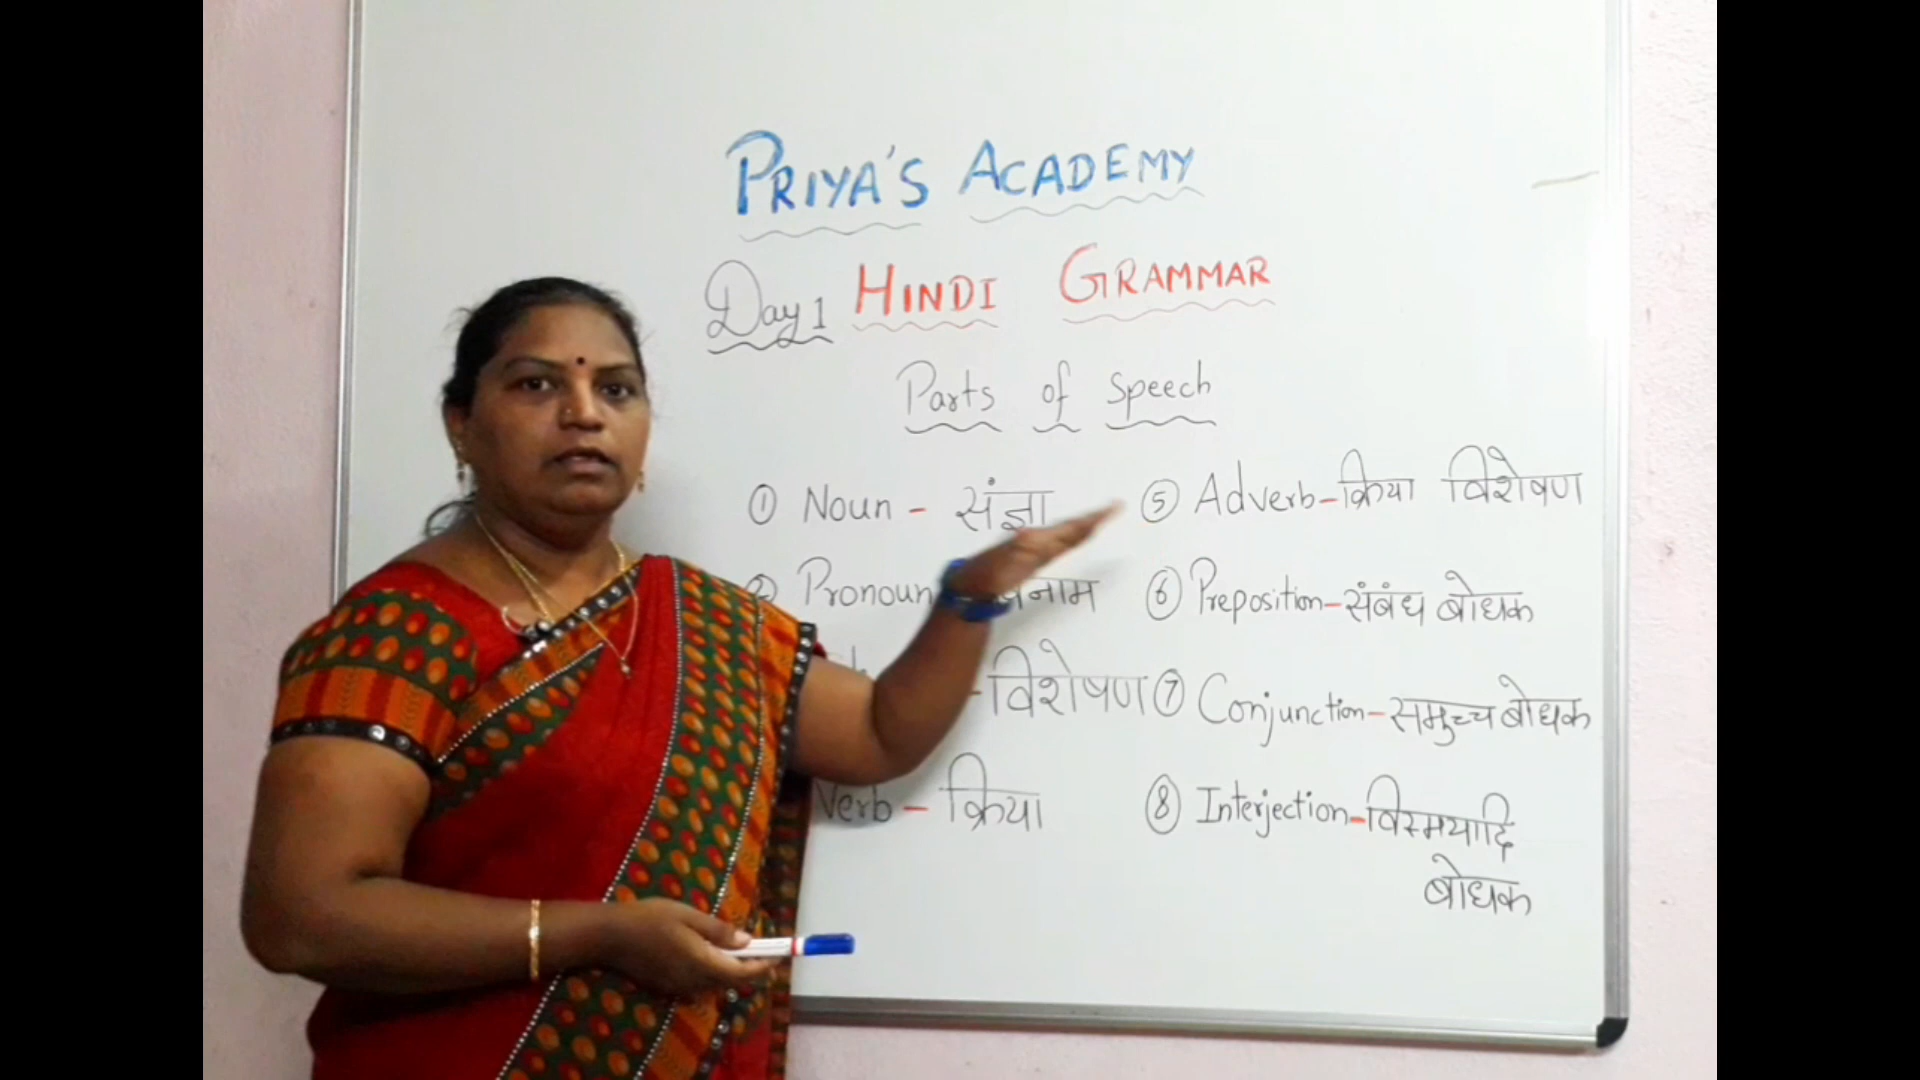 PRIYA'S ACADEMY
Day 1 HINDI GRAMMAR
Parts of Speech
① Noun - संज्ञा
Pronoun
- विशेषण
Verb - क्रिया
⑤ Adverb - क्रिया विशेषण
⑥ Preposition - संबंध बोधक
⑦ Conjunction - समुच्च बोधक
⑧ Interjection - विस्मयादि
बोधक